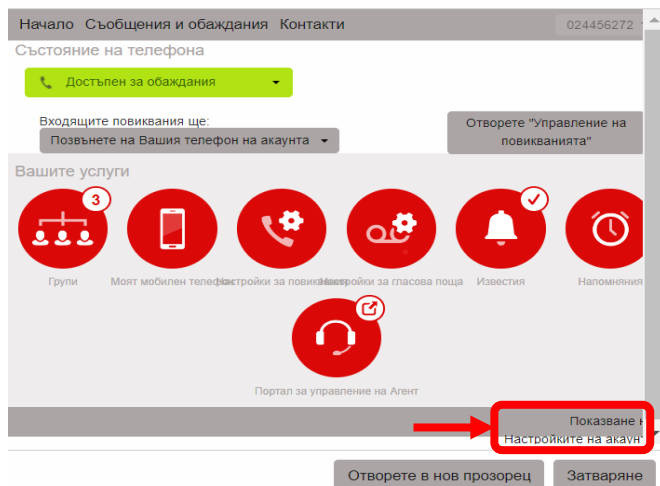 Начало Съобщения и обаждания Контакти 024456272
Състояние на телефона
Достъпен за обаждания
Входящите повиквания ще:
Позвънете на Вашия телефон на акаунта
Отворете "Управление на
повикванията"
Вашите услуги
3
Групи
Моят мобилен телефон
Настройки за повикване
Настройки за гласова поща
Известия
Напомняния
Портал за управление на Агент
Показване н
Настройките на акаун
Отворете в нов прозорец Затваряне